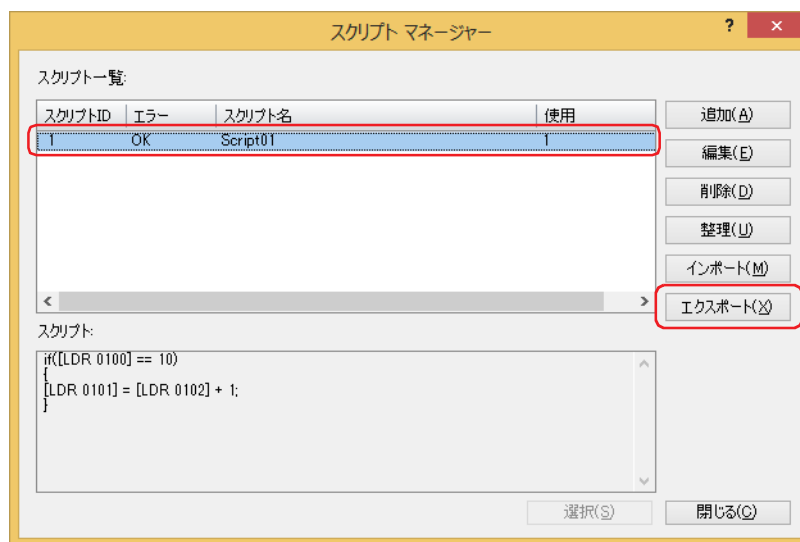 スクリプト マネージャー
? ×
スクリプト一覧:
スクリプトID エラー スクリプト名 使用
1 OK Script01 1
追加(A)
編集(E)
削除(D)
整理(U)
インポート(M)
エクスポート(X)
スクリプト:
if([LDR 0100] == 10)
{
[LDR 0101] = [LDR 0102] + 1;
}
選択(S) 閉じる(C)